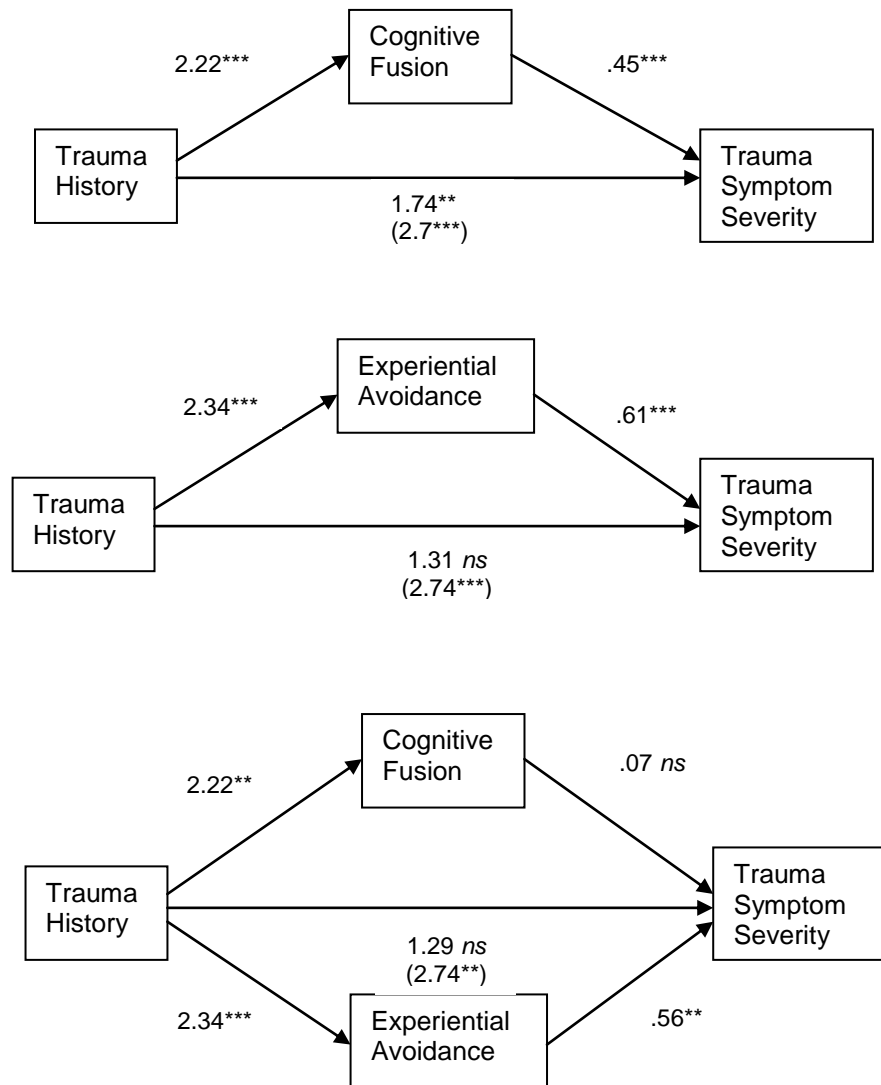 Cognitive
Fusion
2.22***
.45***
Trauma
History
Trauma
Symptom
Severity
1.74**
(2.7***)
Experiential
Avoidance
2.34***
.61***
Trauma
History
Trauma
Symptom
Severity
1.31 ns
(2.74***)
Cognitive
Fusion
2.22**
.07 ns
Trauma
History
Trauma
Symptom
Severity
1.29 ns
(2.74**)
2.34***
Experiential
Avoidance
.56**